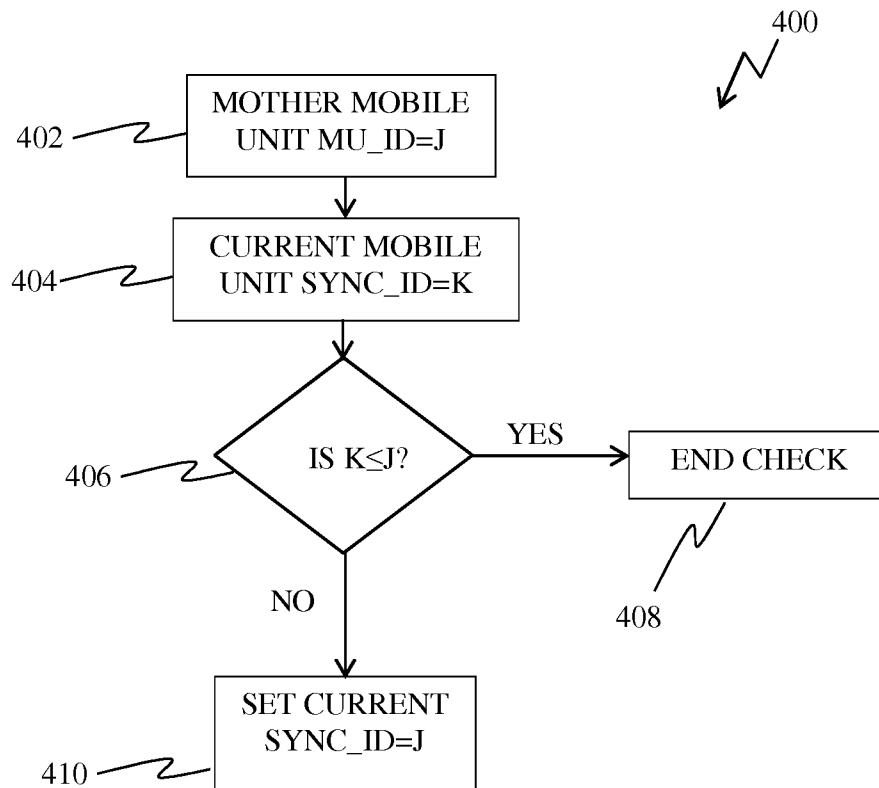 400
MOTHER MOBILE
UNIT MU_ID=J
402
CURRENT MOBILE
UNIT SYNC_ID=K
404
IS K≤J?
YES
END CHECK
406
408
NO
SET CURRENT
SYNC_ID=J
410